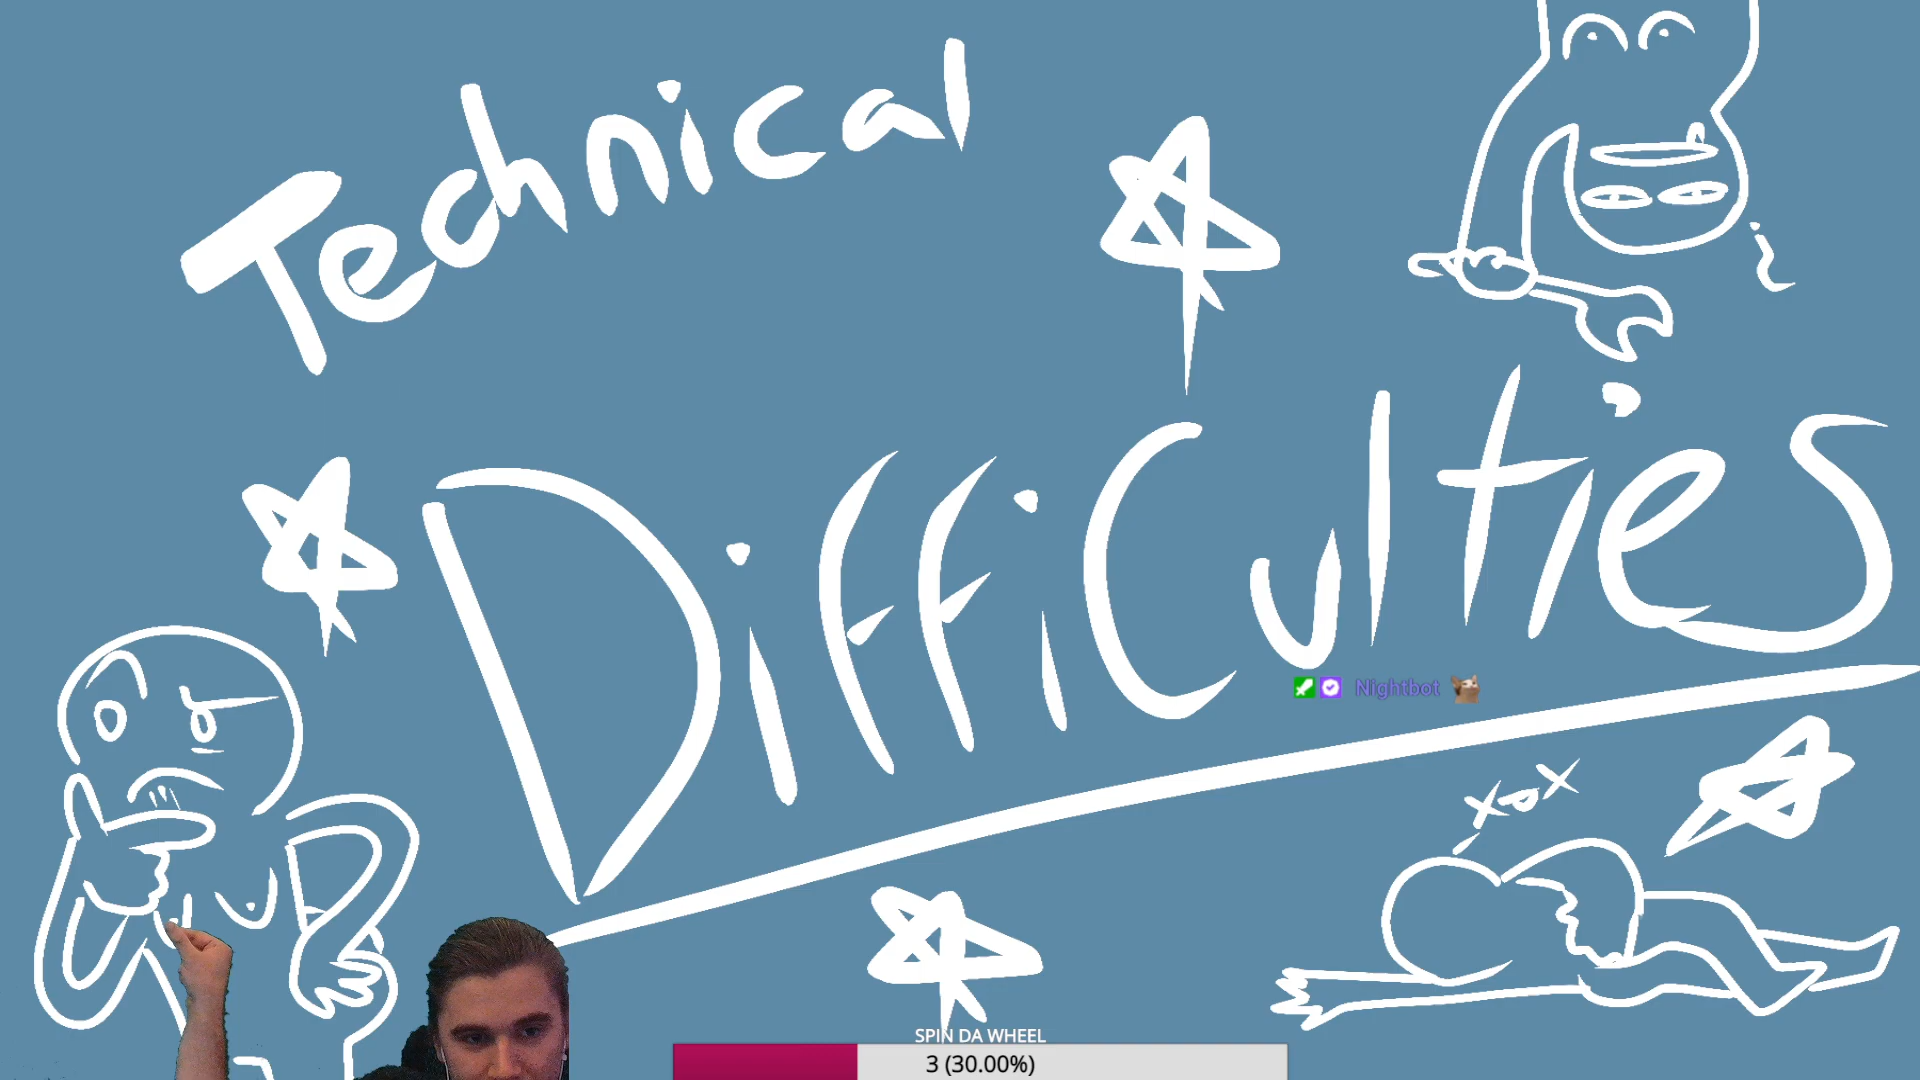 Technical
DiffiCulties
Nightbot
xox
SPIN DA WHEEL
3 (30.00%)